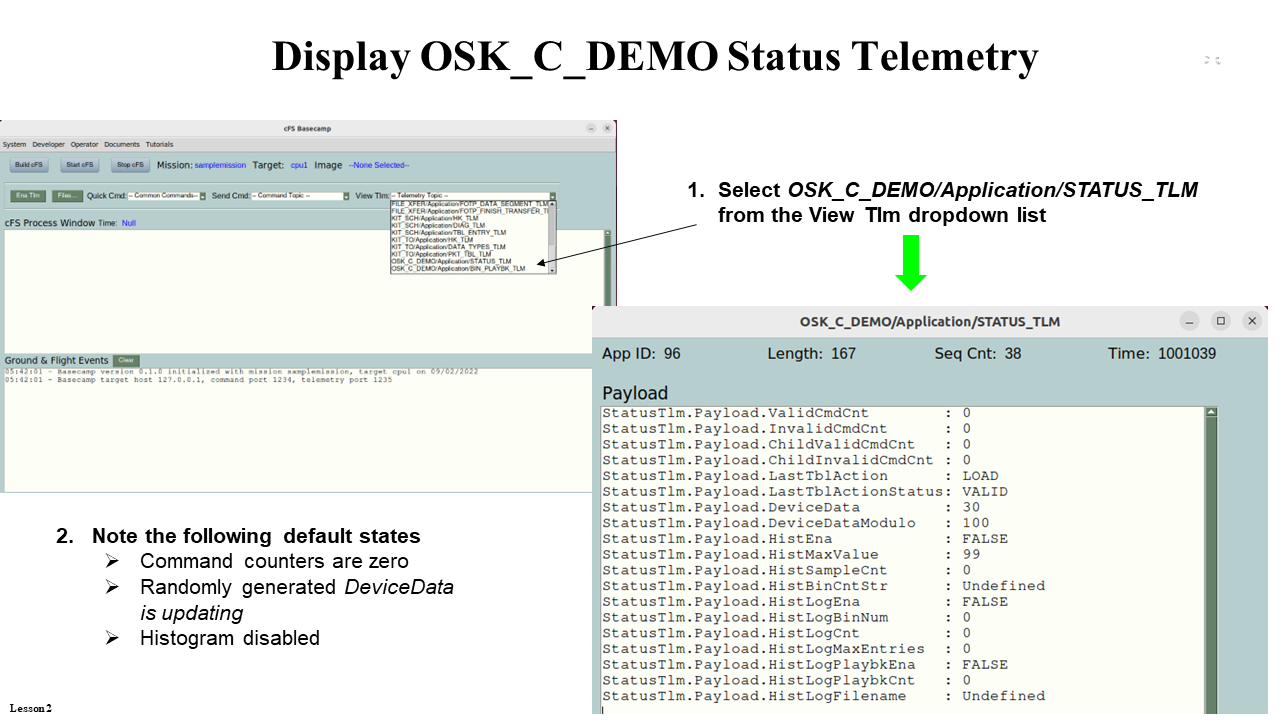 Display OSK_C_DEMO Status Telemetry
cFS Basecamp
System Developer Operator Documents Tutorials
Build cFS Start cFS Stop cFS Mission: samplemission Target: cpu1 Image --None Selected--
Ena Tlm Files... Quick Cmd: -- Common Commands-- Send Cmd: -- Command Topic -- View Tlm: -- Telemetry Topic --
FILE_XFER/Application/FOTP_DATA_SEGMENT_TLM
FILE_XFER/Application/FOTP_FINISH_TRANSFER_T
KIT_SCH/Application/HK_TLM
KIT_SCH/Application/DIAG_TLM
KIT_SCH/Application/TBL_ENTRY_TLM
KIT_TO/Application/HK_TLM
KIT_TO/Application/DATA_TYPES_TLM
KIT_TO/Application/PKT_TBL_TLM
OSK_C_DEMO/Application/STATUS_TLM
OSK_C_DEMO/Application/BIN_PLAYBK_TLM
cFS Process Window Time: Null
Ground & Flight Events Clear
05:42:01 - Basecamp version 0.1.0 initialized with mission samplemission, target cpu1 on 09/02/2022
05:42:01 - Basecamp target host 127.0.0.1, command port 1234, telemetry port 1235
1. Select OSK_C_DEMO/Application/STATUS_TLM
from the View Tlm dropdown list
OSK_C_DEMO/Application/STATUS_TLM
App ID: 96 Length: 167 Seq Cnt: 38 Time: 1001039
Payload
StatusTlm.Payload.ValidCmdCnt : 0
StatusTlm.Payload.InvalidCmdCnt : 0
StatusTlm.Payload.ChildValidCmdCnt : 0
StatusTlm.Payload.ChildInvalidCmdCnt : 0
StatusTlm.Payload.LastTblAction : LOAD
StatusTlm.Payload.LastTblActionStatus: VALID
StatusTlm.Payload.DeviceData : 30
StatusTlm.Payload.DeviceDataModulo : 100
StatusTlm.Payload.HistEna : FALSE
StatusTlm.Payload.HistMaxValue : 99
StatusTlm.Payload.HistSampleCnt : 0
StatusTlm.Payload.HistBinCntStr : Undefined
StatusTlm.Payload.HistLogEna : FALSE
StatusTlm.Payload.HistLogBinNum : 0
StatusTlm.Payload.HistLogCnt : 0
StatusTlm.Payload.HistLogMaxEntries : 0
StatusTlm.Payload.HistLogPlaybkEna : FALSE
StatusTlm.Payload.HistLogPlaybkCnt : 0
StatusTlm.Payload.HistLogFilename : Undefined
2. Note the following default states
Command counters are zero
Randomly generated DeviceData
is updating
Histogram disabled
Lesson 2